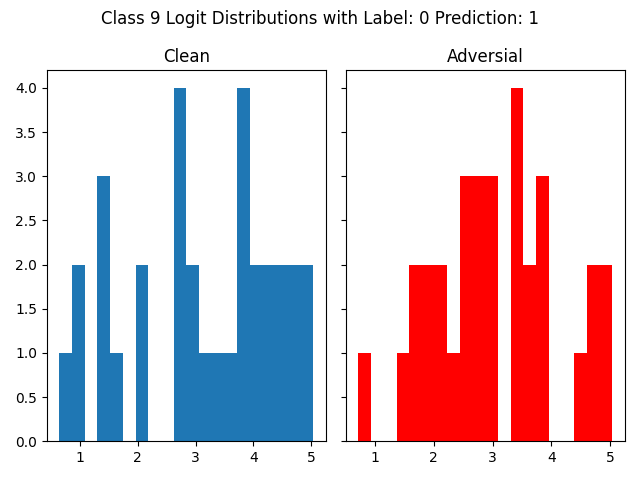 Class 9 Logit Distributions with Label: 0 Prediction: 1
Clean
Adversial
4.0
3.5
3.0
2.5
2.0
1.5
1.0
0.5
0.0
1 2 3 4 5
1 2 3 4 5